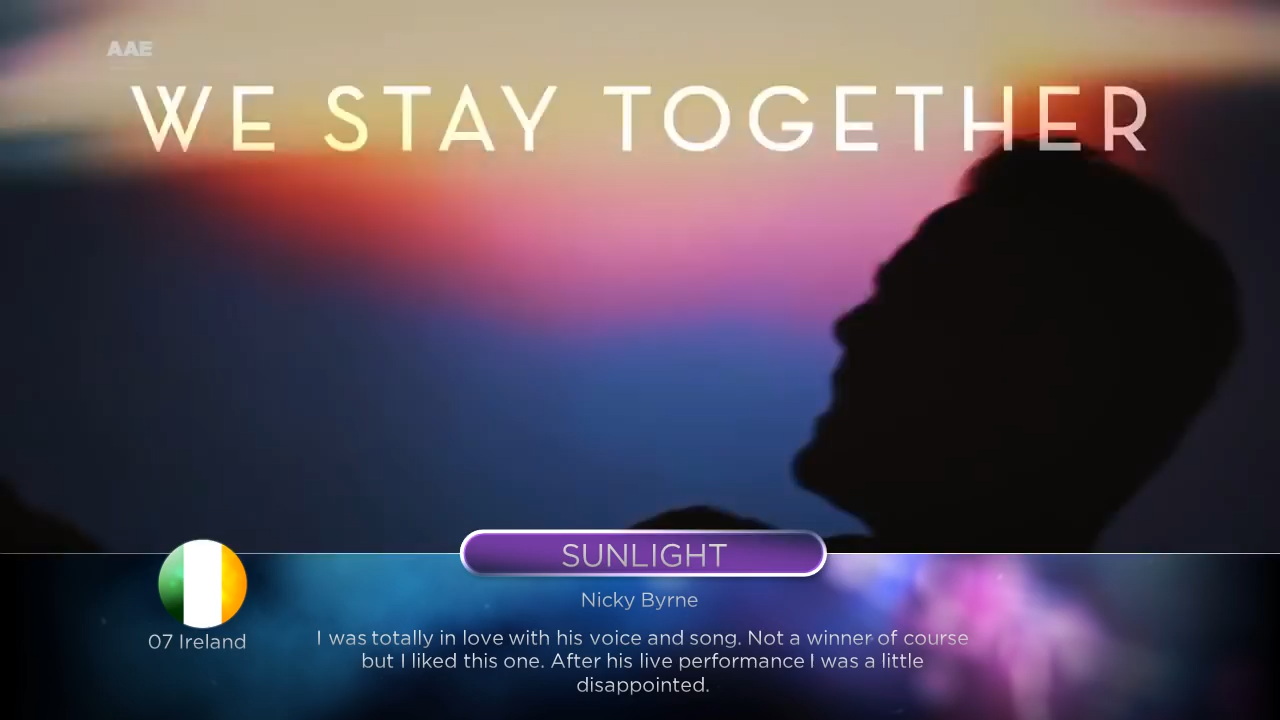 AAE
WE STAY TOGETHER
SUNLIGHT
Nicky Byrne
07 Ireland
I was totally in love with his voice and song. Not a winner of course
but I liked this one. After his live performance I was a little
disappointed.